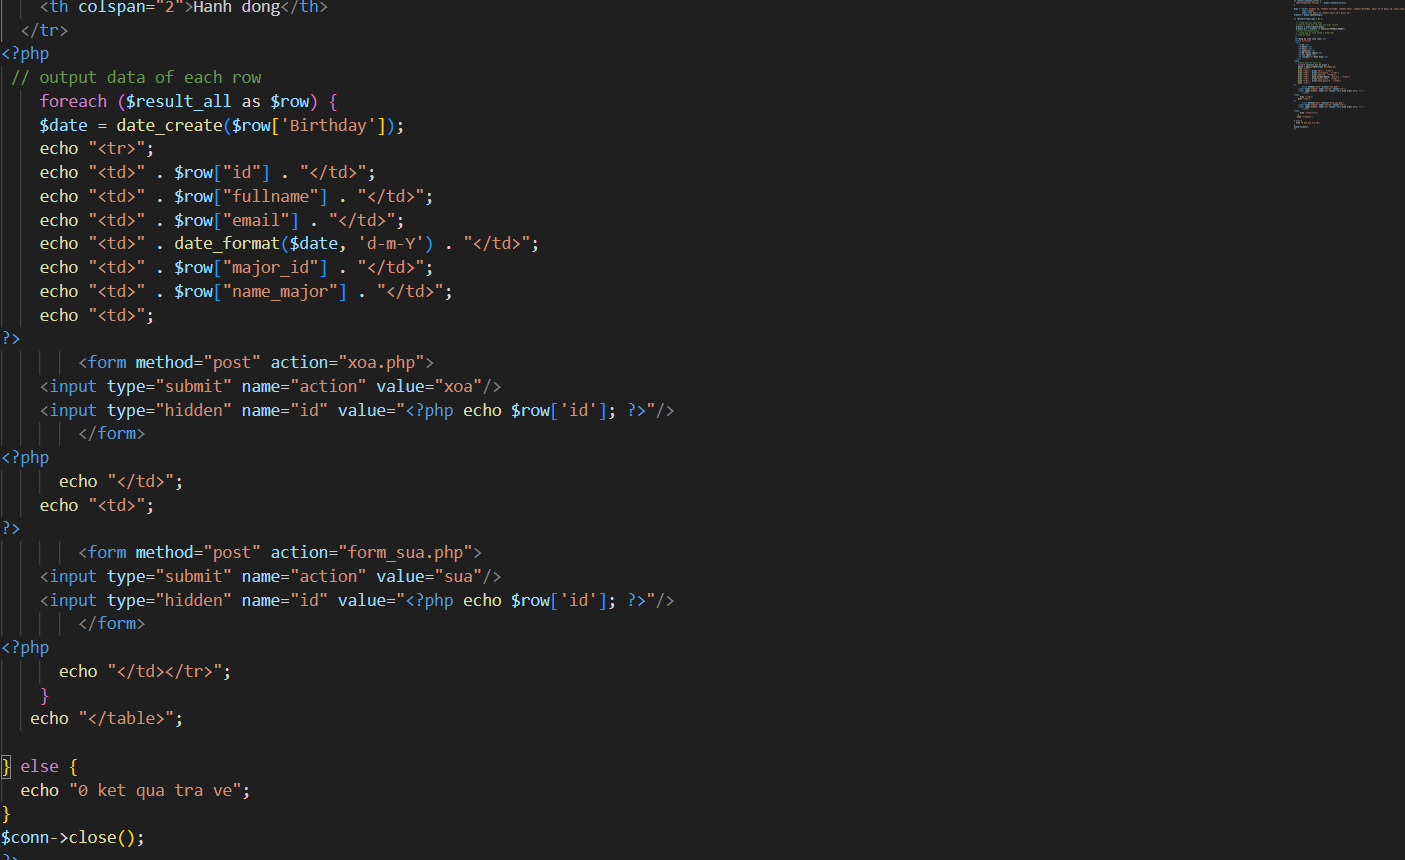 <th colspan="2">Hanh dong</th>
</tr>
<?php
// output data of each row
foreach ($result_all as $row) {
$date = date_create($row['Birthday']);
echo "<tr>";
echo "<td>" . $row["id"] . "</td>";
echo "<td>" . $row["fullname"] . "</td>";
echo "<td>" . $row["email"] . "</td>";
echo "<td>" . date_format($date, 'd-m-Y') . "</td>";
echo "<td>" . $row["major_id"] . "</td>";
echo "<td>" . $row["name_major"] . "</td>";
echo "<td>";
?>
<form method="post" action="xoa.php">
<input type="submit" name="action" value="xoa"/>
<input type="hidden" name="id" value="<?php echo $row['id']; ?>"/>
</form>
<?php
echo "</td>";
echo "<td>";
?>
<form method="post" action="form_sua.php">
<input type="submit" name="action" value="sua"/>
<input type="hidden" name="id" value="<?php echo $row['id']; ?>"/>
</form>
<?php
echo "</td></tr>";
}
echo "</table>";
} else {
echo "0 ket qua tra ve";
}
$conn->close();
?>